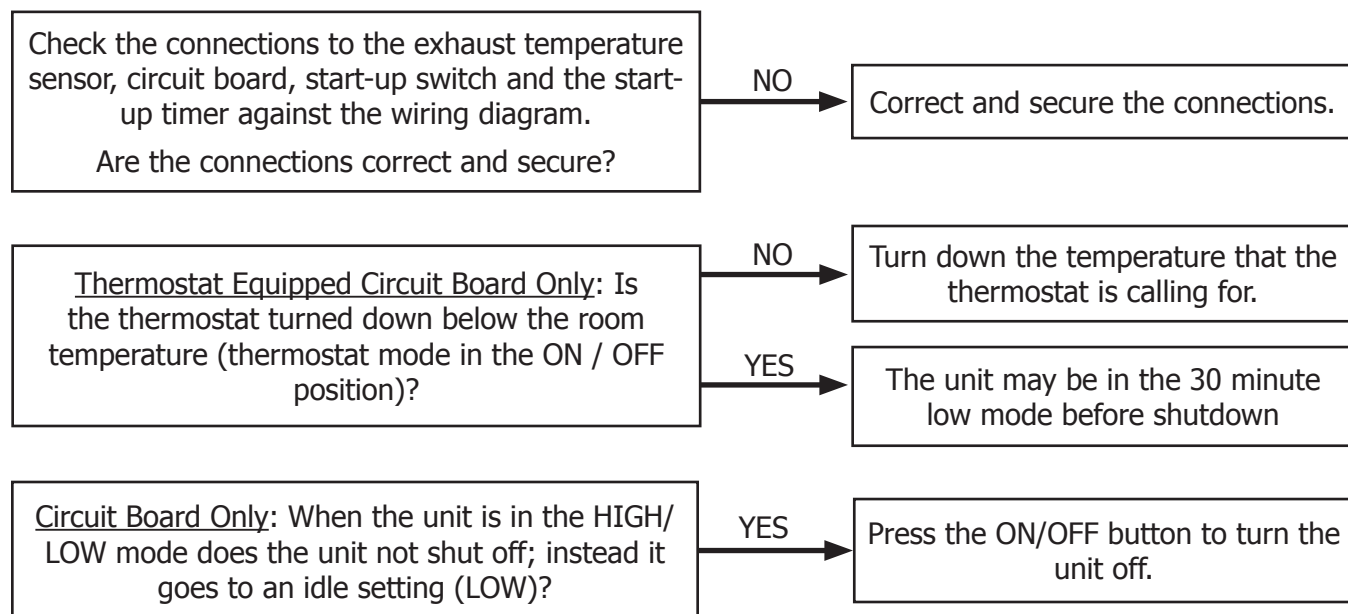 Check the connections to the exhaust temperature
sensor, circuit board, start-up switch and the start-
up timer against the wiring diagram.
Are the connections correct and secure?
NO
Correct and secure the connections.
Thermostat Equipped Circuit Board Only: Is
the thermostat turned down below the room
temperature (thermostat mode in the ON / OFF
position)?
NO
Turn down the temperature that the
thermostat is calling for.
YES
The unit may be in the 30 minute
low mode before shutdown
Circuit Board Only: When the unit is in the HIGH/
LOW mode does the unit not shut off; instead it
goes to an idle setting (LOW)?
YES
Press the ON/OFF button to turn the
unit off.